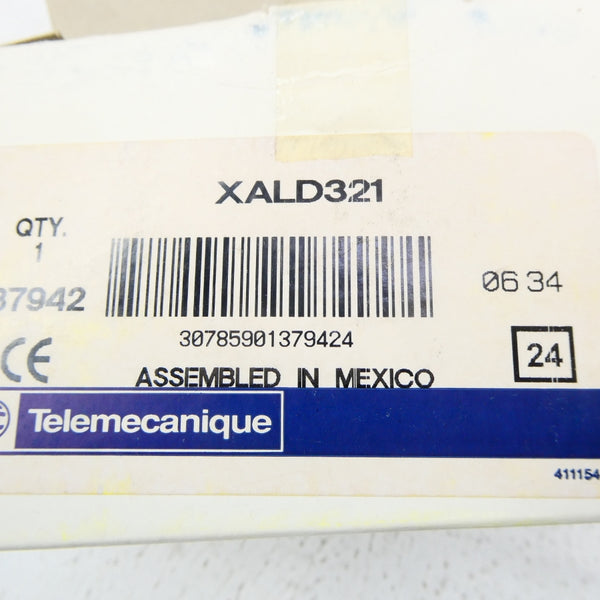 XALD321
QTY.
1
37942
06 34
30785901379424
CE
24
ASSEMBLED IN MEXICO
Telemecanique
411154